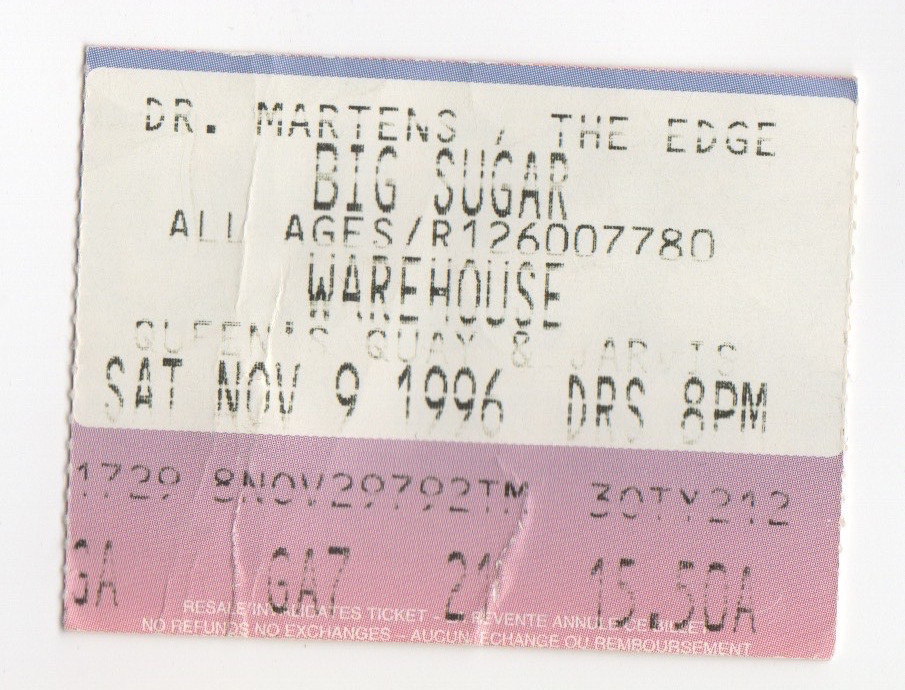 DR. MARTENS , THE EDGE
BIG SUGAR
ALL AGES/R126007780
WAREHOUSE
QUEEN'S QUAY & JARVIS
SAT NOV 9 1996 DRS 8PM
1729 8NOV29792TM 30TY212
GA GA7 21 15.50A
RESALE INVALIDATES TICKET – LA REVENTE ANNULE CE BILLET
NO REFUNDS NO EXCHANGES – AUCUN ÉCHANGE OU REMBOURSEMENT